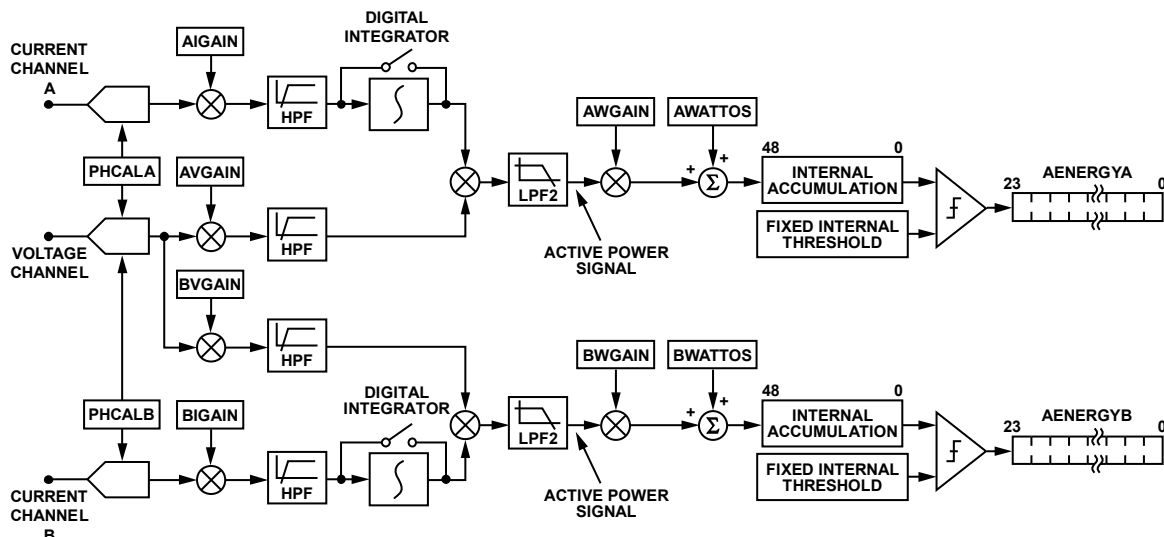 CURRENT
CHANNEL
A
AIGAIN
HPF
DIGITAL
INTEGRATOR
PHCALA
AVGAIN
HPF
VOLTAGE
CHANNEL
LPF2
AWGAIN
AWATTOS
+
+
Σ
ACTIVE POWER
SIGNAL
48 0
INTERNAL
ACCUMULATION
FIXED INTERNAL
THRESHOLD
AENERGYA
23 0
BVGAIN
HPF
PHCALB
BIGAIN
HPF
DIGITAL
INTEGRATOR
CURRENT
CHANNEL
B
LPF2
BWGAIN
BWATTOS
+
+
Σ
ACTIVE POWER
SIGNAL
48 0
INTERNAL
ACCUMULATION
FIXED INTERNAL
THRESHOLD
AENERGYB
23 0